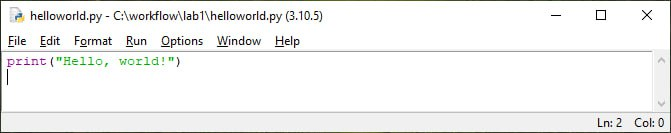 helloworld.py - C:\workflow\lab1\helloworld.py (3.10.5)
File Edit Format Run Options Window Help
print("Hello, world!")
Ln: 2 Col: 0